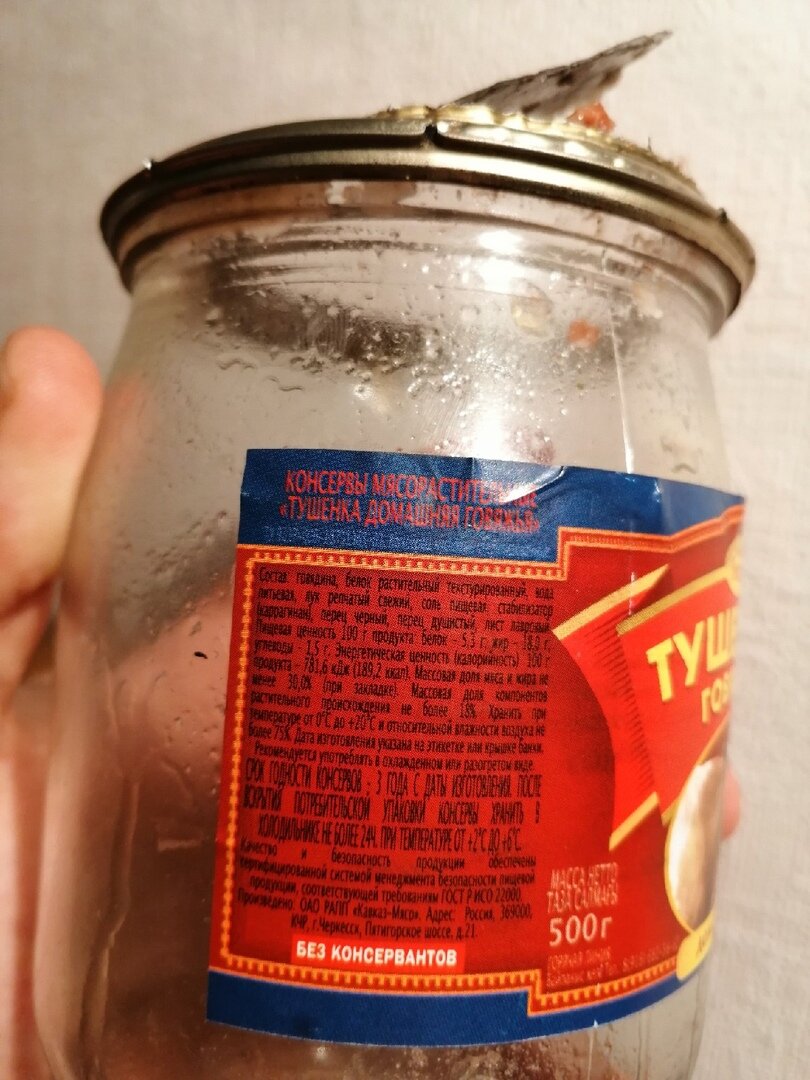 КОНСЕРВЫ МЯСОРАСТИТЕЛЬНЫЕ
«ТУШЕНКА ДОМАШНЯЯ ГОВЯЖЬЯ»
Состав: говядина, белок растительный текстурированный, вода
питьевая, лук репчатый свежий, соль пищевая, стабилизатор
(каррагинан), перец черный, перец душистый, лист лавровый.
Пищевая ценность 100 г продукта: Белок - 5,3 г, жир - 18,0 г,
углеводы - 1,5 г. Энергетическая ценность (калорийность) 100 г
продукта - 781,6 кДж (189,2 ккал). Массовая доля мяса и жира не
менее 30,0% (при закладке). Массовая доля компонентов
растительного происхождения не более 18%. Хранить при
температуре от 0°С до +20°С и относительной влажности воздуха не
более 75%. Дата изготовления указана на этикетке или крышке банки.
Рекомендуется употреблять в охлажденном или разогретом виде.
СРОК ГОДНОСТИ КОНСЕРВОВ - 3 ГОДА С ДАТЫ ИЗГОТОВЛЕНИЯ. ПОСЛЕ
ВСКРЫТИЯ ПОТРЕБИТЕЛЬСКОЙ УПАКОВКИ КОНСЕРВЫ ХРАНИТЬ В
ХОЛОДИЛЬНИКЕ НЕ БОЛЕЕ 24Ч. ПРИ ТЕМПЕРАТУРЕ ОТ +2°С ДО +6°С.
Качество и безопасность продукции обеспечены
сертифицированной системой менеджмента безопасности пищевой
продукции, соответствующей требованиям ГОСТ Р ИСО 22000.
Произведено: ОАО РАПП «Кавказ-Мясо». Адрес: Россия, 369000,
КЧР, г.Черкесск, Пятигорское шоссе, д.21.
БЕЗ КОНСЕРВАНТОВ
МАССА НЕТТО
ТАЗА САЛМАҒЫ
500 г
ГОРЯЧАЯ ЛИНИЯ
ТУШЕ
ГОВ